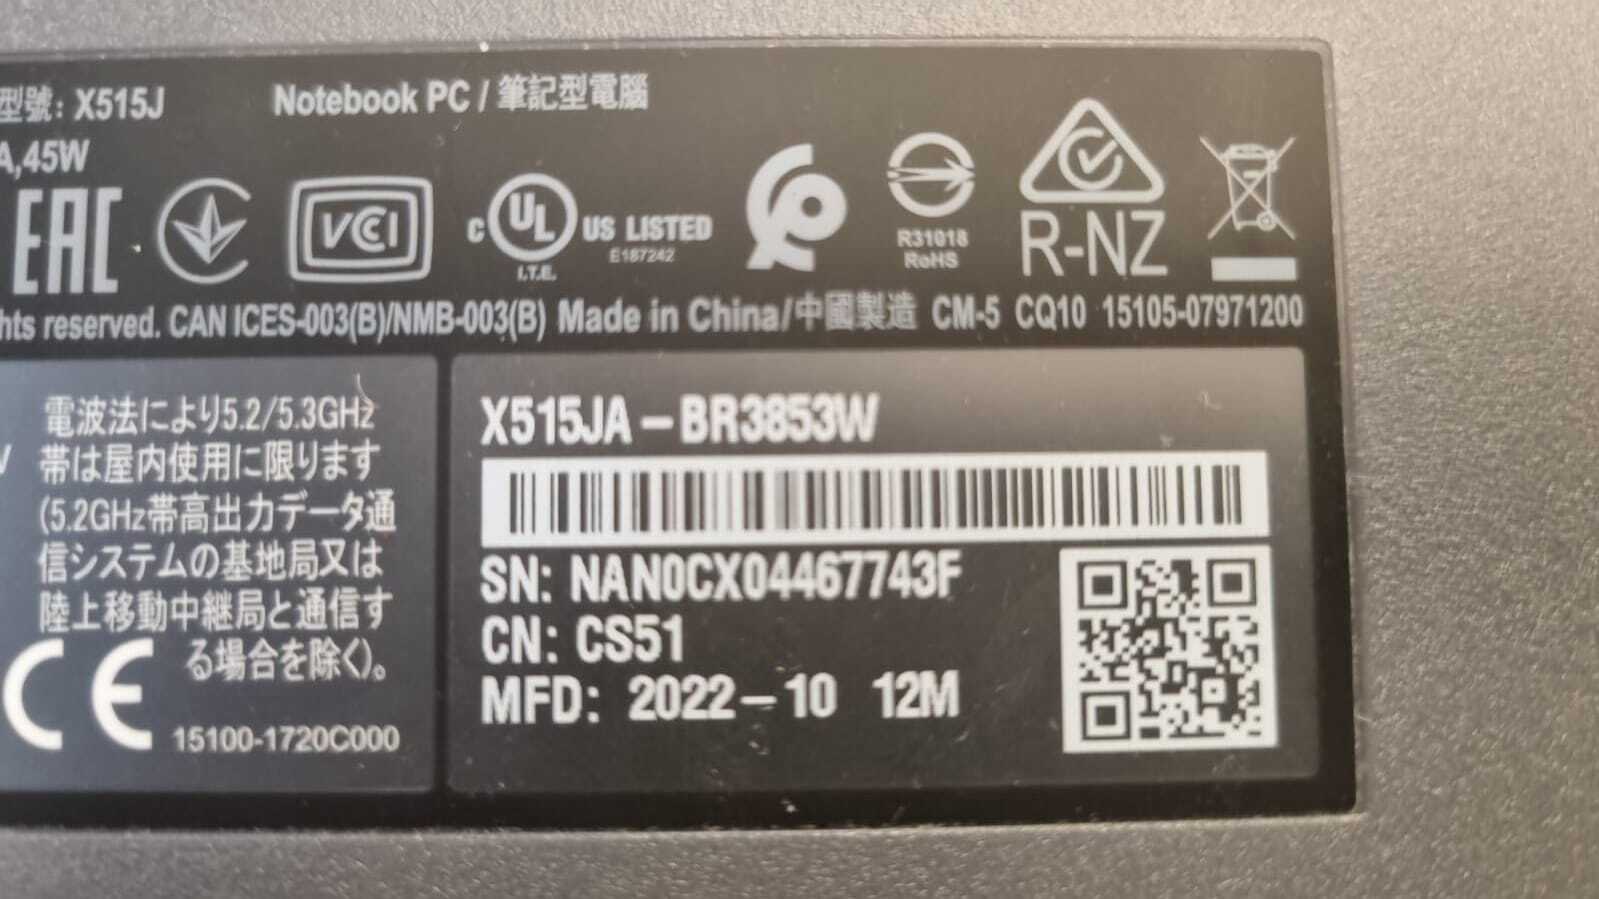 型號: X515J
Notebook PC / 筆記型電腦
A,45W
EAC
VCCI
c UL US LISTED
I.T.E.
E187242
R31018
RoHS
R-NZ
hts reserved. CAN ICES-003(B)/NMB-003(B) Made in China/中國製造 CM-5 CQ10 15105-07971200
電波法により5.2/5.3GHz
帯は屋内使用に限ります
(5.2GHz帯高出力データ通
信システムの基地局又は
陸上移動中継局と通信す
る場合を除く)。
CE
15100-1720C000
X515JA-BR3853W
SN: NAN0CX04467743F
CN: CS51
MFD: 2022-10 12M